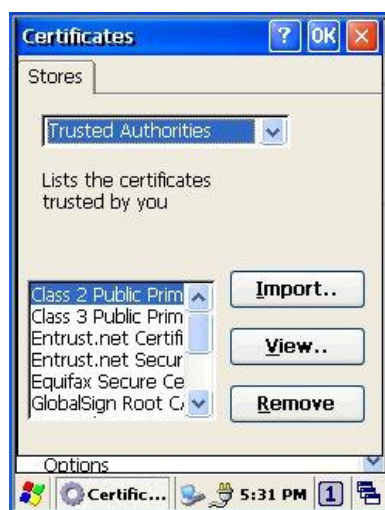 Certificates ? OK
Stores
Trusted Authorities
Lists the certificates
trusted by you
Class 2 Public Prim
Class 3 Public Prim
Entrust.net Certifi
Entrust.net Secur
Equifax Secure Ce
GlobalSign Root C
Import..
View..
Remove
Options
Certific... 5:31 PM 1